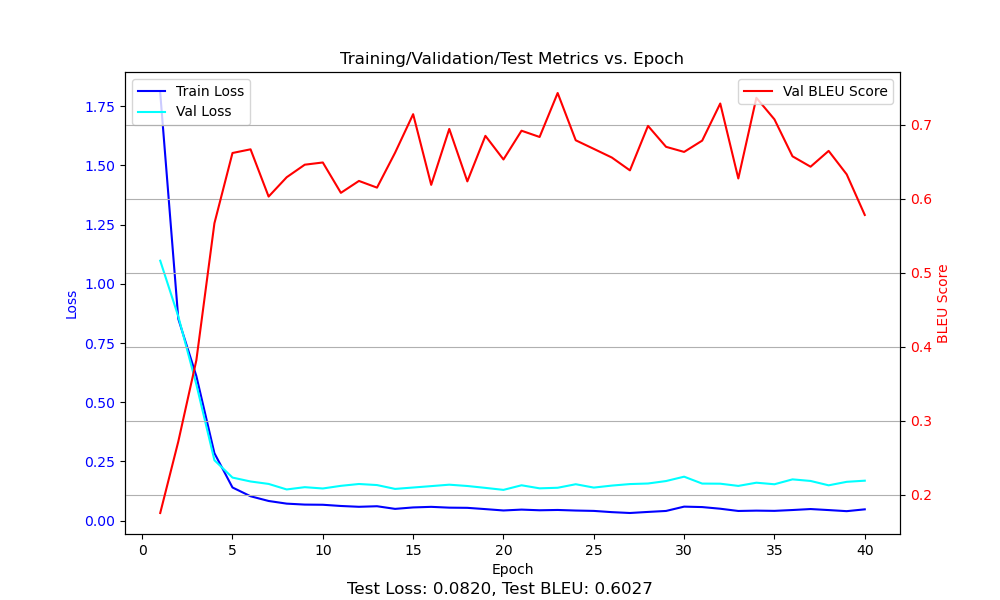 Training/Validation/Test Metrics vs. Epoch
Train Loss
Val Loss
Val BLEU Score
1.75
1.50
1.25
1.00
0.75
0.50
0.25
0.00
Loss
0.7
0.6
0.5
0.4
0.3
0.2
BLEU Score
0 5 10 15 20 25 30 35 40
Epoch
Test Loss: 0.0820, Test BLEU: 0.6027